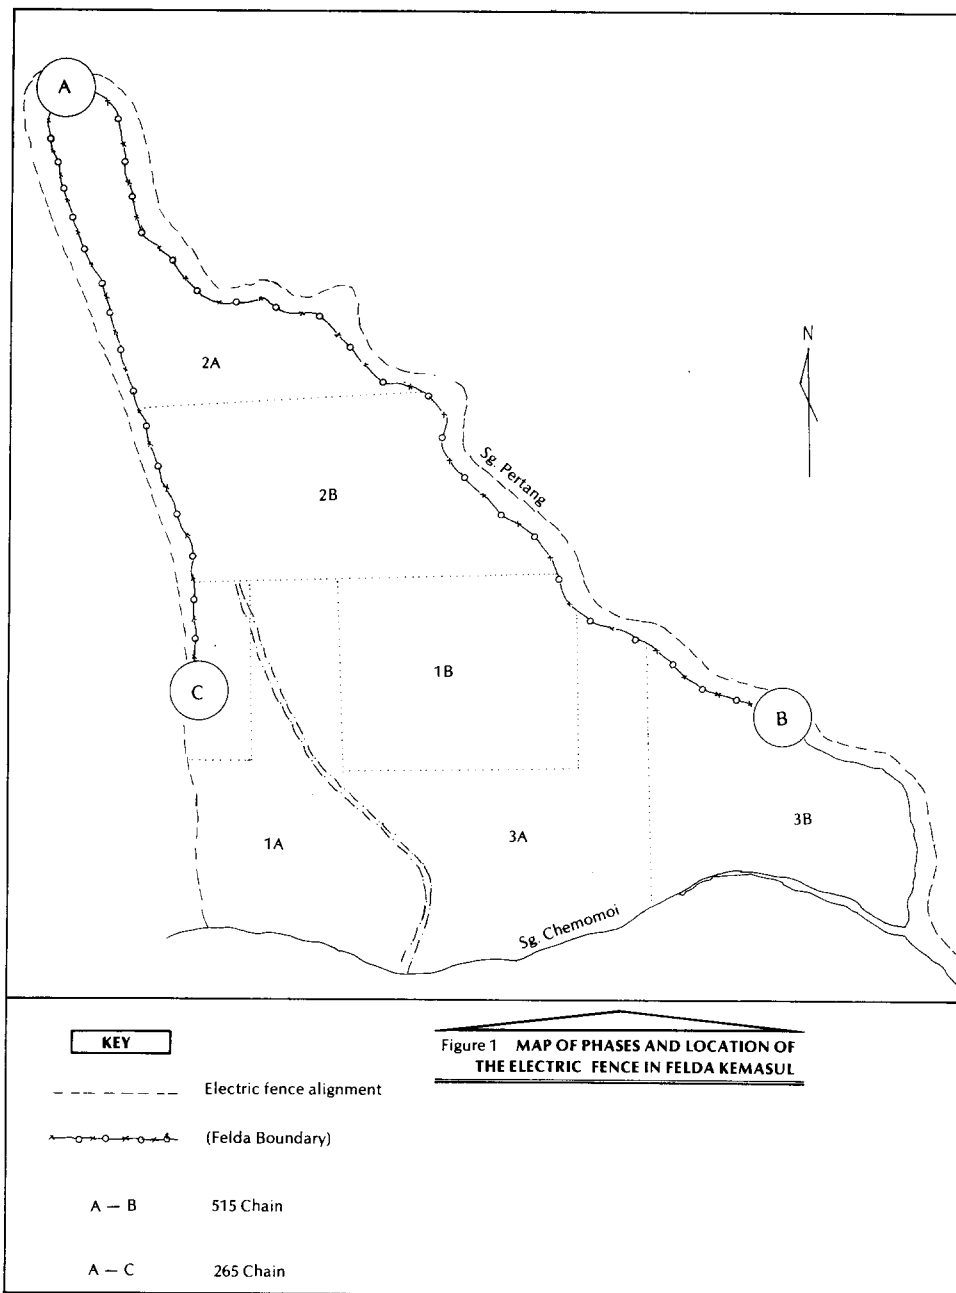 A
N
2A
Sg. Pertang
2B
1B
C
B
1A
3A
3B
Sg. Chemomoi
KEY
Figure 1 MAP OF PHASES AND LOCATION OF
THE ELECTRIC FENCE IN FELDA KEMASUL
Electric fence alignment
(Felda Boundary)
A — B 515 Chain
A — C 265 Chain